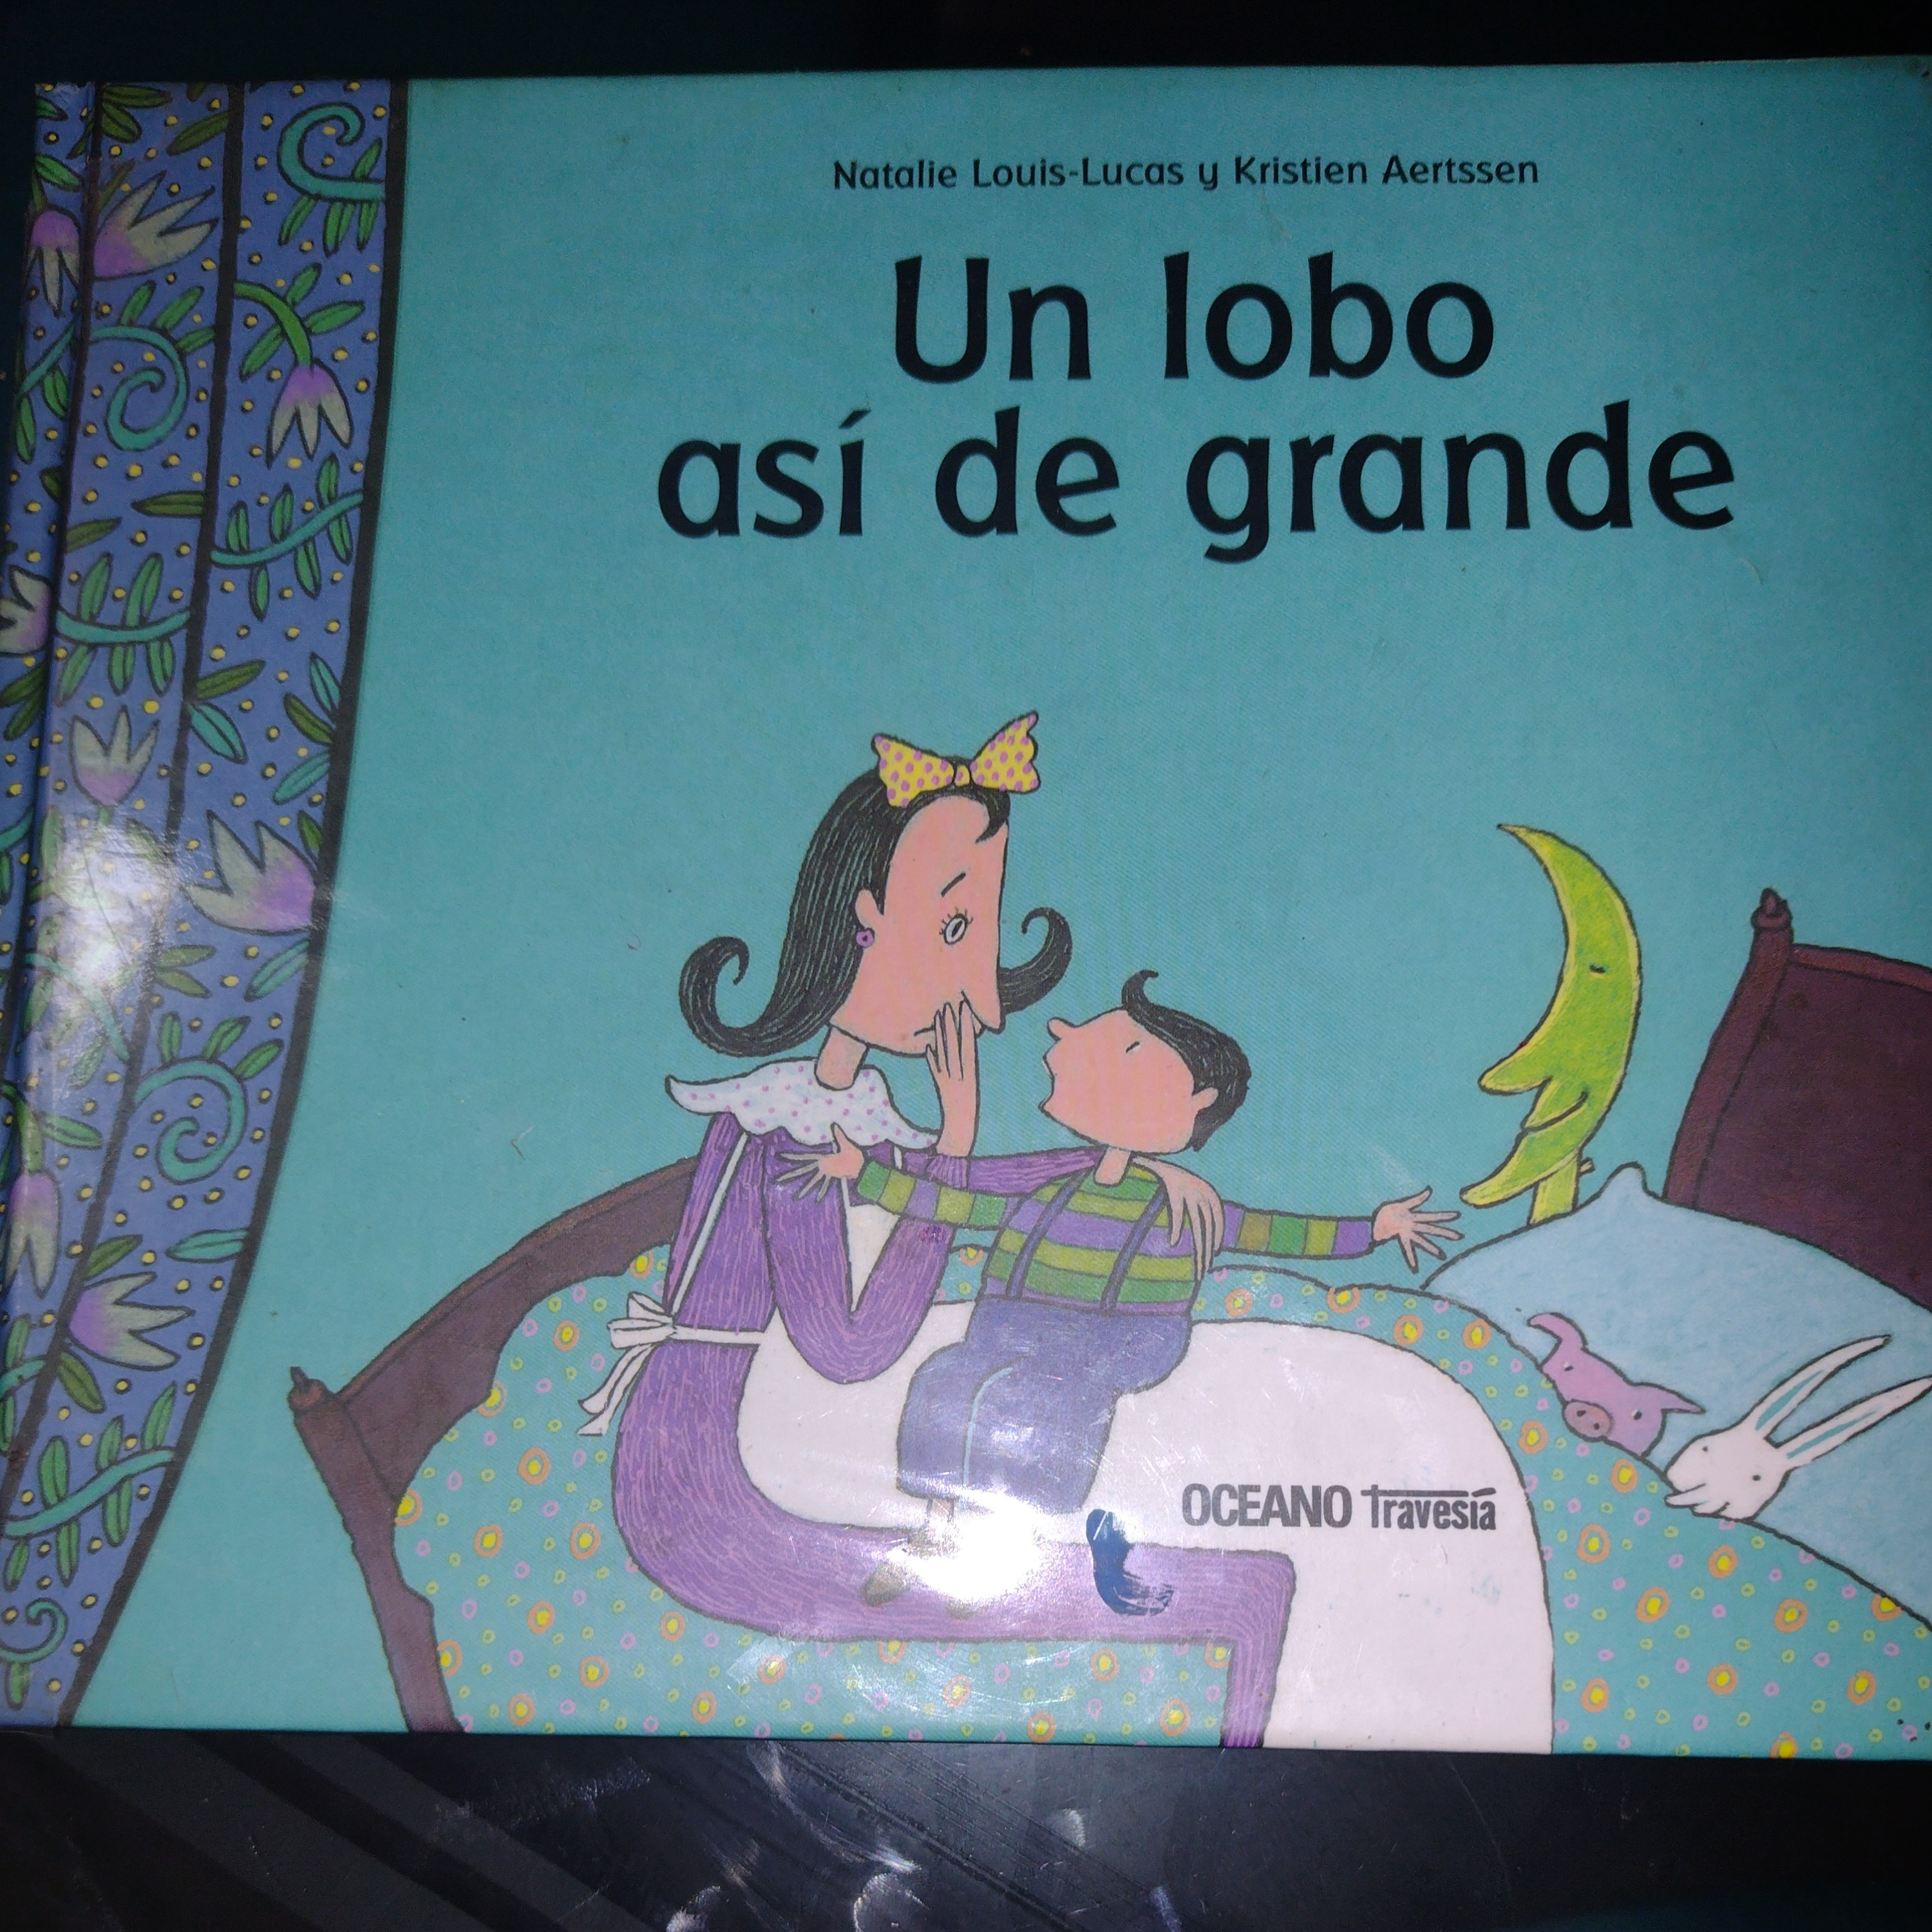 Natalie Louis-Lucas y Kristien Aertssen
Un lobo
así de grande
OCEANO Travesía